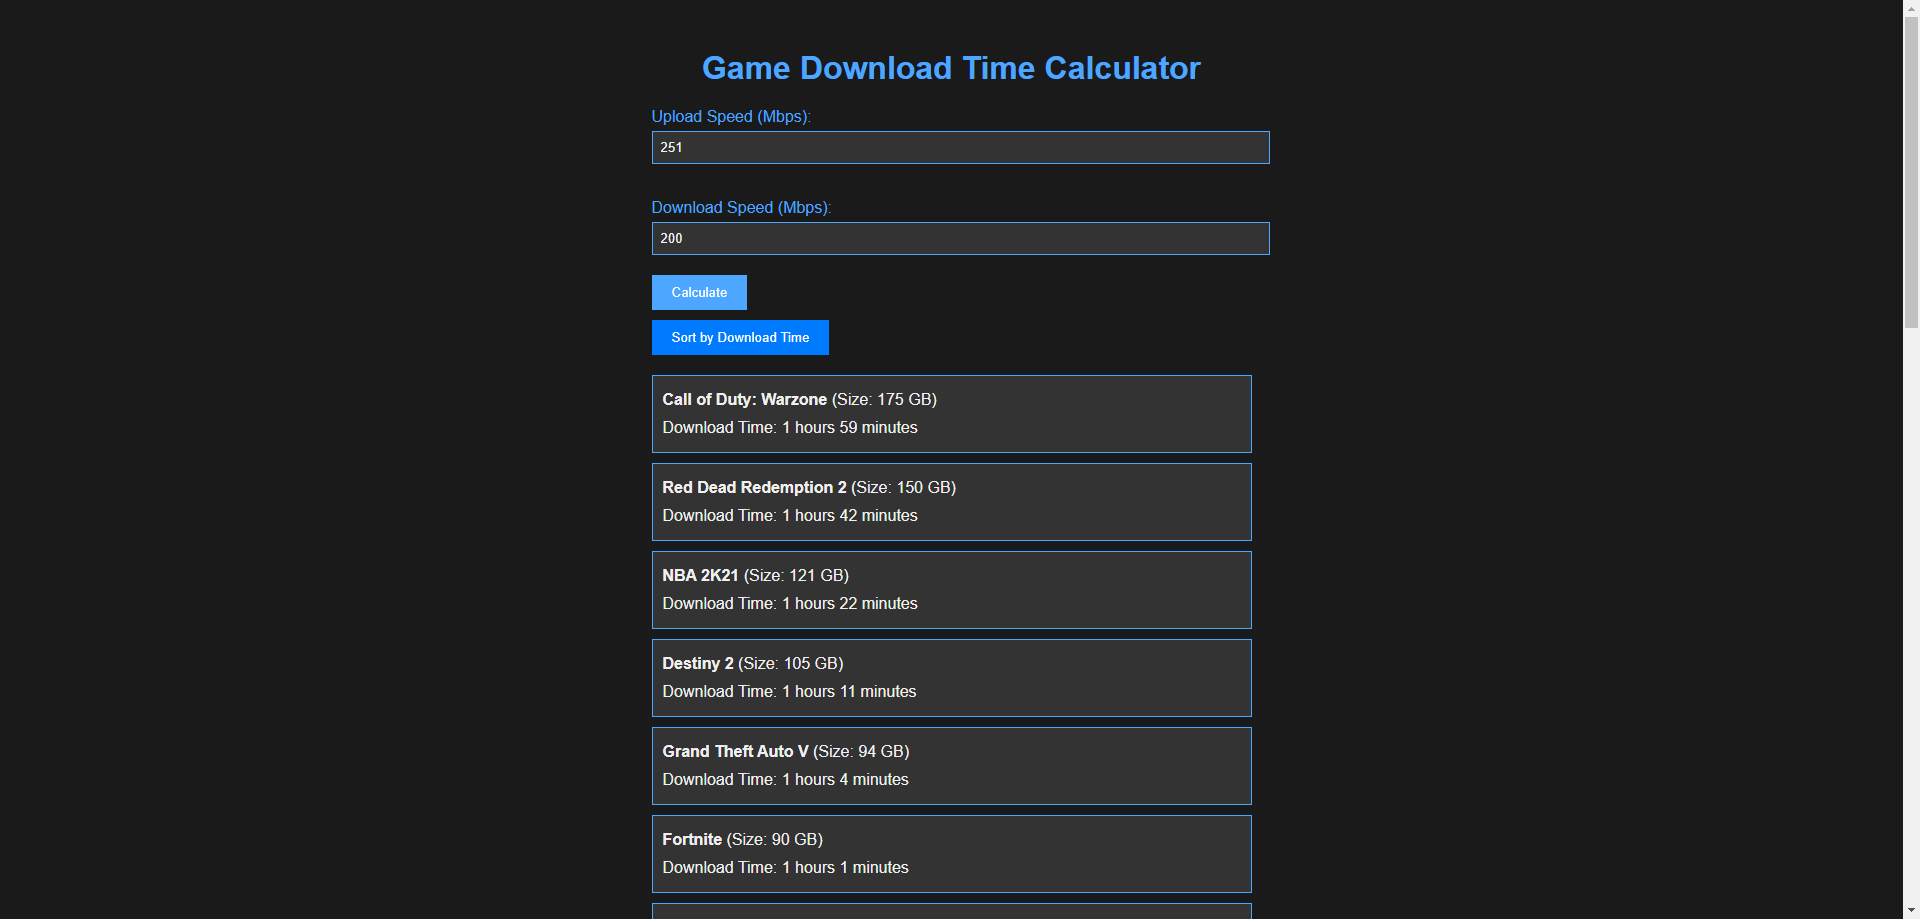 Game Download Time Calculator
Upload Speed (Mbps):
251
Download Speed (Mbps):
200
Calculate
Sort by Download Time
Call of Duty: Warzone (Size: 175 GB)
Download Time: 1 hours 59 minutes
Red Dead Redemption 2 (Size: 150 GB)
Download Time: 1 hours 42 minutes
NBA 2K21 (Size: 121 GB)
Download Time: 1 hours 22 minutes
Destiny 2 (Size: 105 GB)
Download Time: 1 hours 11 minutes
Grand Theft Auto V (Size: 94 GB)
Download Time: 1 hours 4 minutes
Fortnite (Size: 90 GB)
Download Time: 1 hours 1 minutes